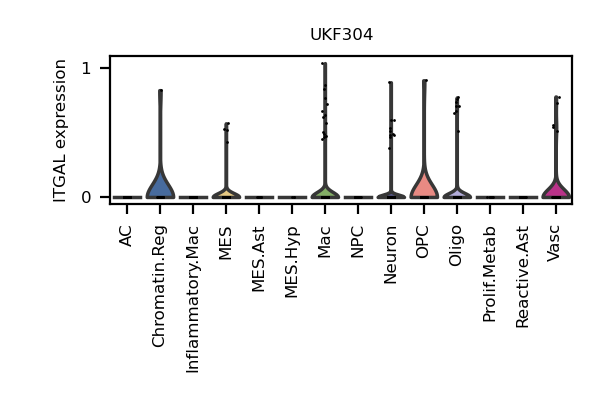 UKF304
ITGAL expression
1
0
AC
Chromatin.Reg
Inflammatory.Mac
MES
MES.Ast
MES.Hyp
Mac
NPC
Neuron
OPC
Oligo
Prolif.Metab
Reactive.Ast
Vasc